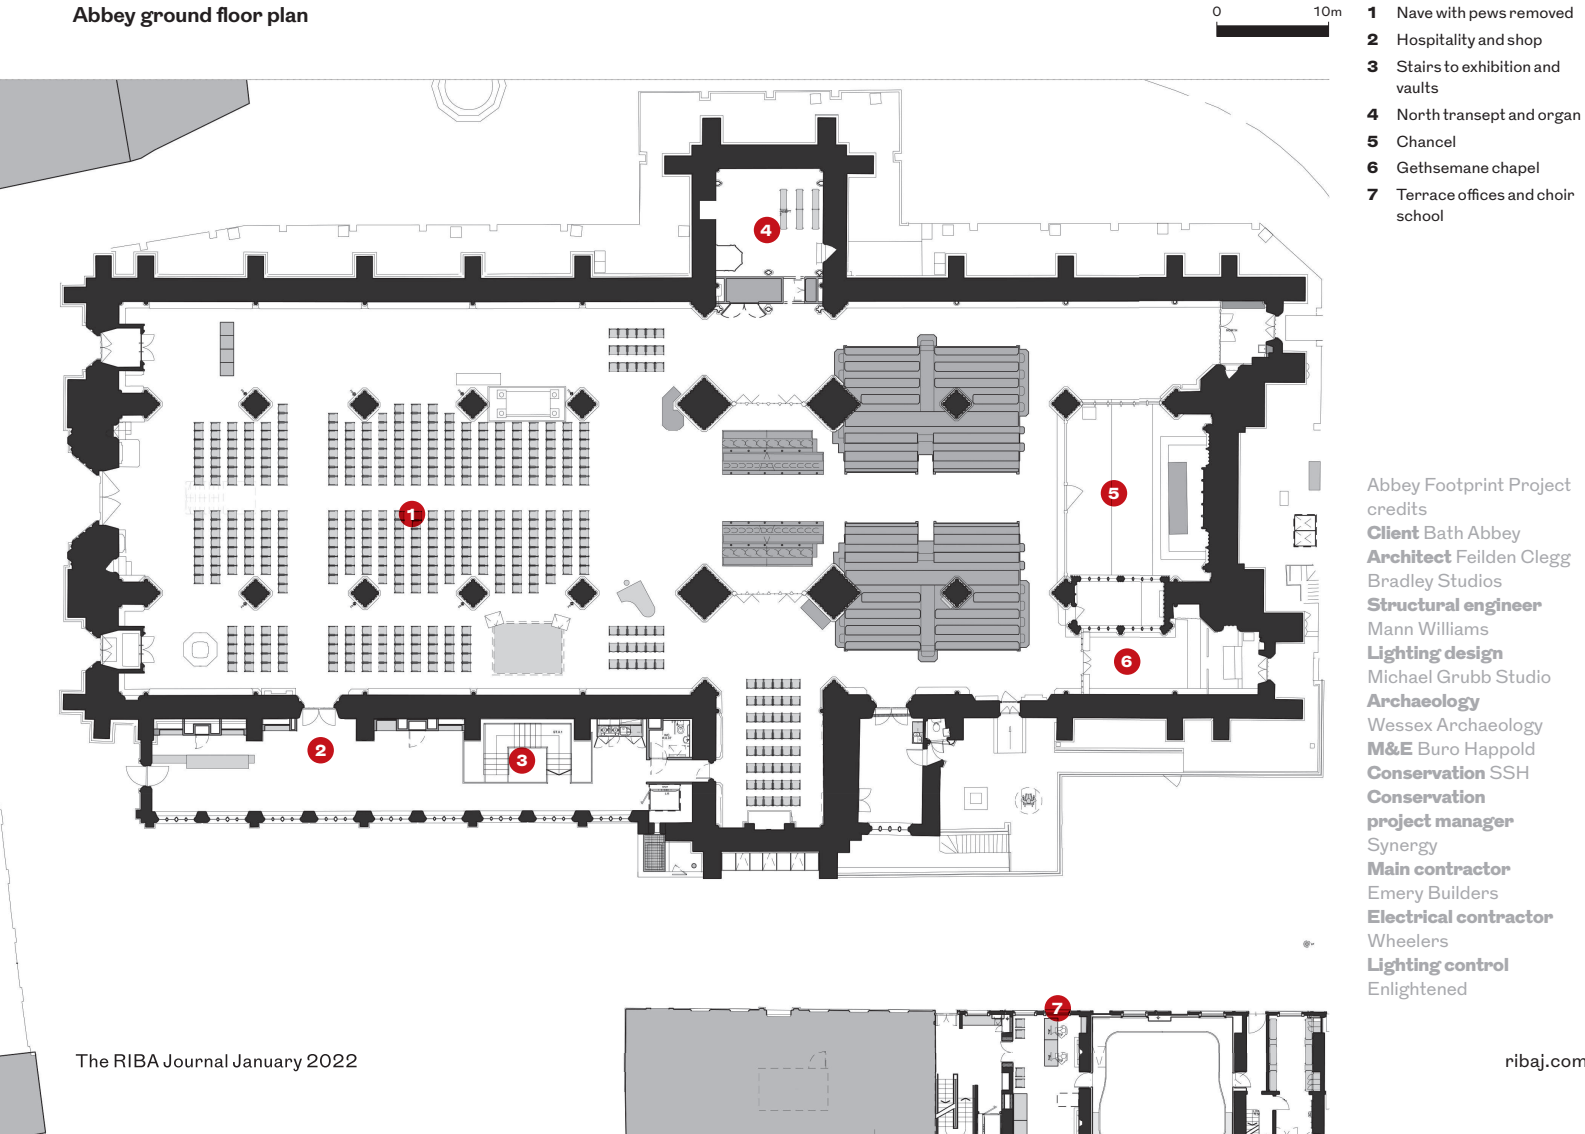 Abbey ground floor plan
0 10m
1 Nave with pews removed
2 Hospitality and shop
3 Stairs to exhibition and
vaults
4 North transept and organ
5 Chancel
6 Gethsemane chapel
7 Terrace offices and choir
school
4
5
1
6
2
3
7
Abbey Footprint Project
credits
Client Bath Abbey
Architect Feilden Clegg
Bradley Studios
Structural engineer
Mann Williams
Lighting design
Michael Grubb Studio
Archaeology
Wessex Archaeology
M&E Buro Happold
Conservation SSH
Conservation
project manager
Synergy
Main contractor
Emery Builders
Electrical contractor
Wheelers
Lighting control
Enlightened
The RIBA Journal January 2022
ribaj.com